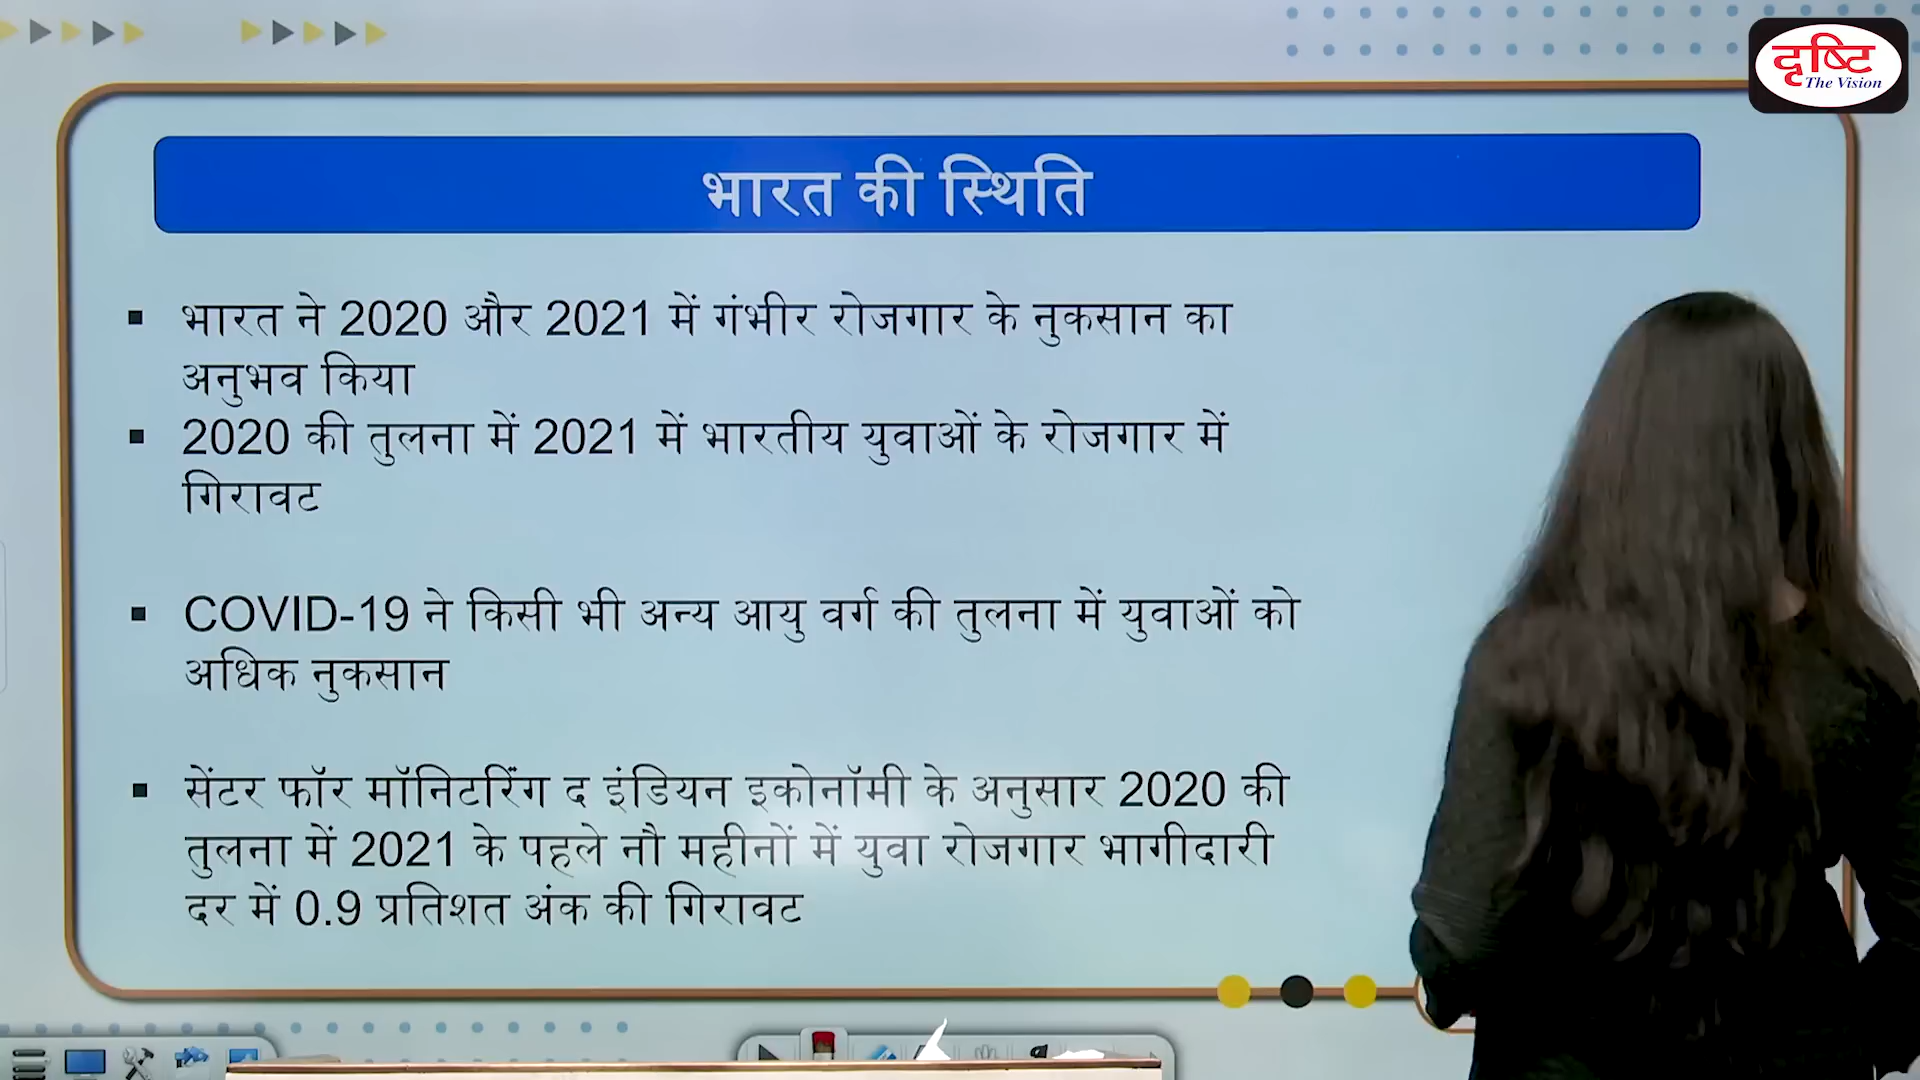 दृष्टि
The Vision
भारत की स्थिति
▪ भारत ने 2020 और 2021 में गंभीर रोजगार के नुकसान का
अनुभव किया
▪ 2020 की तुलना में 2021 में भारतीय युवाओं के रोजगार में
गिरावट
▪ COVID-19 ने किसी भी अन्य आयु वर्ग की तुलना में युवाओं को
अधिक नुकसान
▪ सेंटर फॉर मॉनिटरिंग द इंडियन इकोनॉमी के अनुसार 2020 की
तुलना में 2021 के पहले नौ महीनों में युवा रोजगार भागीदारी
दर में 0.9 प्रतिशत अंक की गिरावट